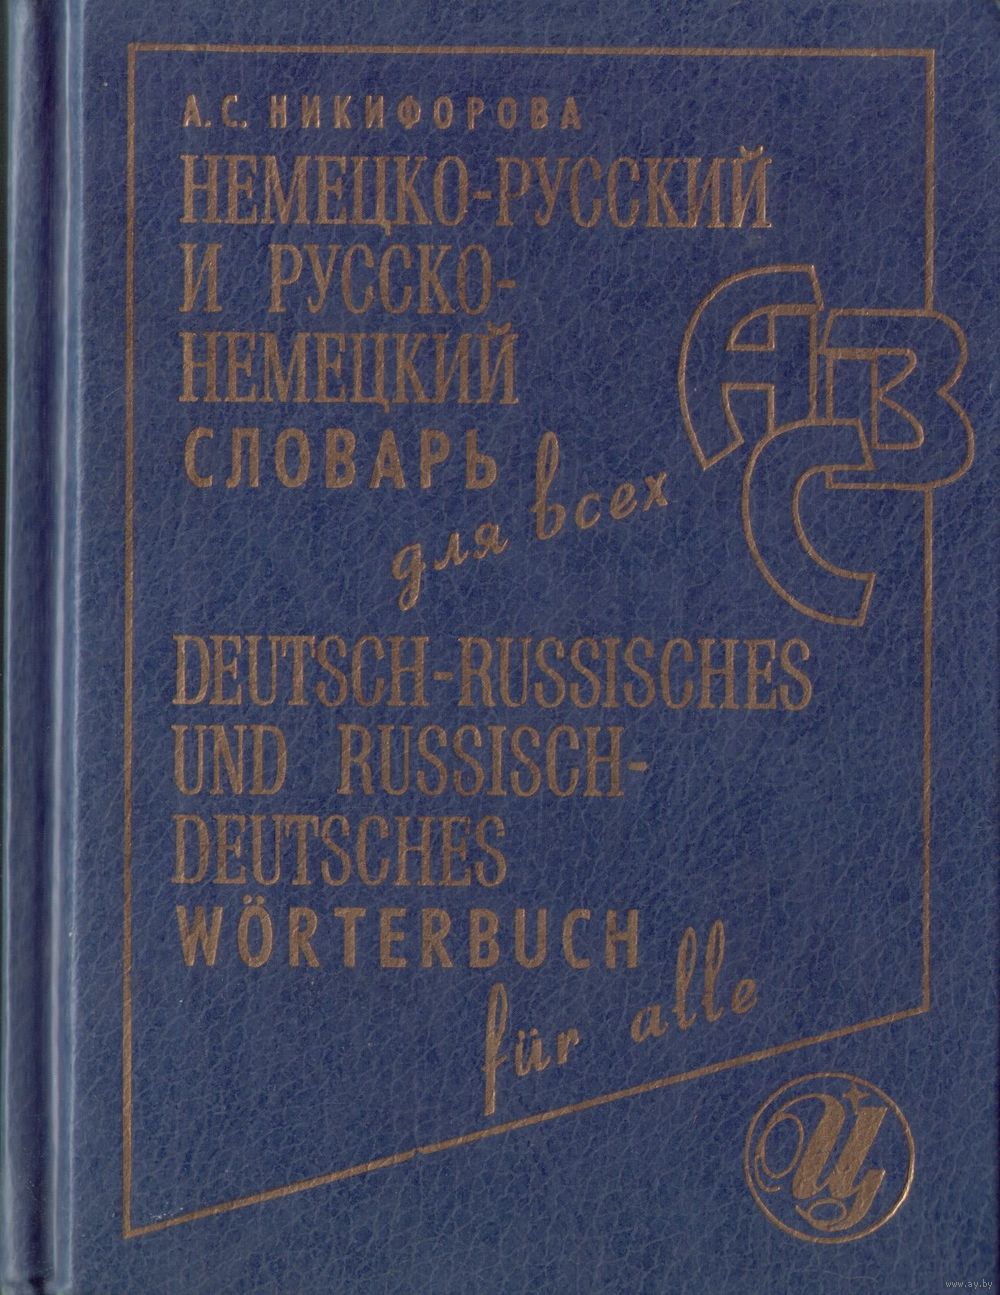 А. С. НИКИФОРОВА
НЕМЕЦКО-РУССКИЙ
И РУССКО-
НЕМЕЦКИЙ
СЛОВАРЬ
для всех
ABC
DEUTSCH-RUSSISCHES
UND RUSSISCH-
DEUTSCHES
WÖRTERBUCH
für alle
Ц
www.ay.by